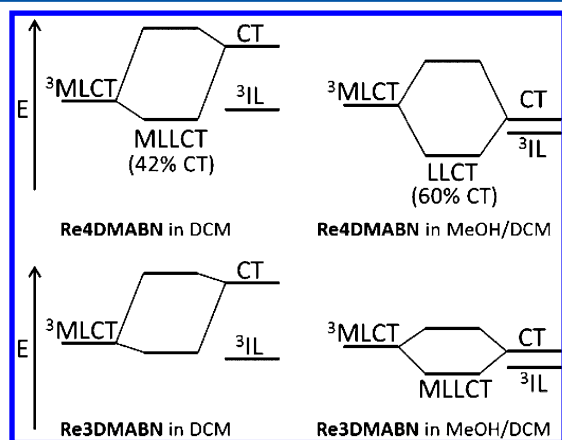 E
³MLCT
CT
³IL
MLLCT
(42% CT)
Re4DMABN in DCM
³MLCT
CT
³IL
LLCT
(60% CT)
Re4DMABN in MeOH/DCM
E
³MLCT
CT
³IL
Re3DMABN in DCM
³MLCT
CT
³IL
MLLCT
Re3DMABN in MeOH/DCM